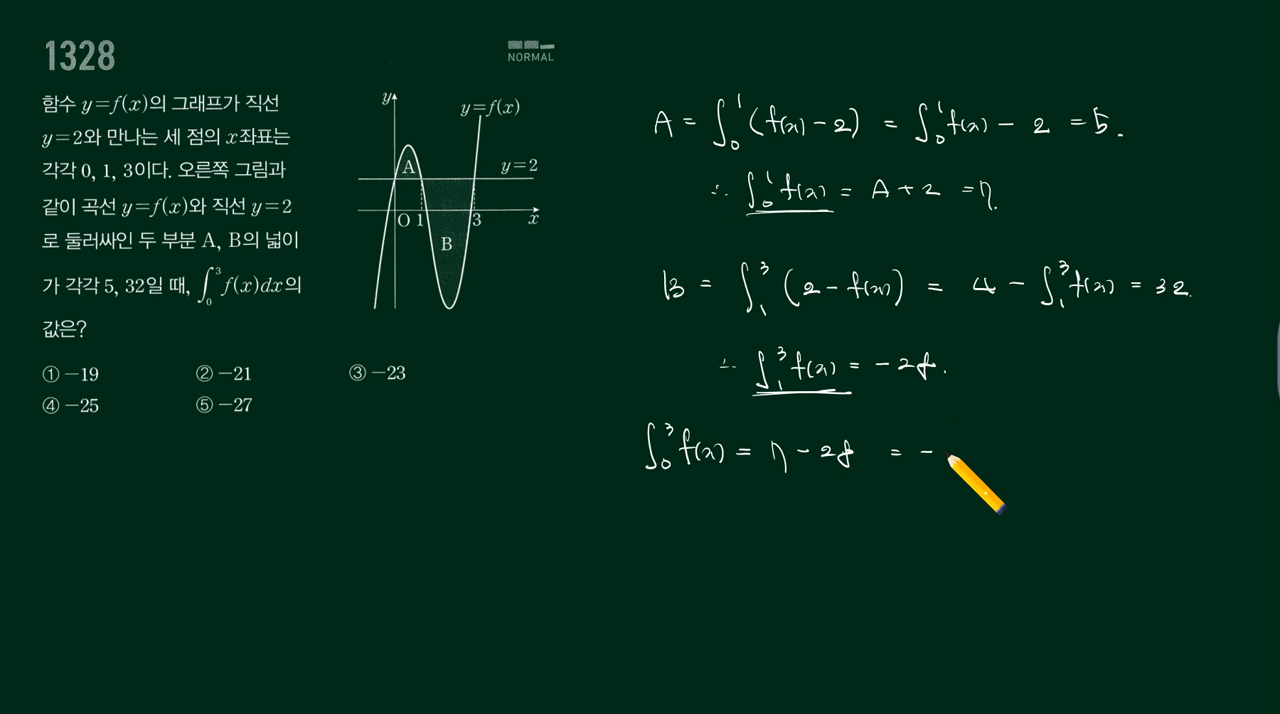 1328
NORMAL
함수 y=f(x)의 그래프가 직선
y=2와 만나는 세 점의 x좌표는
각각 0, 1, 3이다. 오른쪽 그림과
같이 곡선 y=f(x)와 직선 y=2
로 둘러싸인 두 부분 A, B의 넓이
가 각각 5, 32일 때, ∫₀³ f(x)dx의
값은?
① −19 ② −21 ③ −23
④ −25 ⑤ −27
y
y=f(x)
A
y=2
O 1 3 x
B
A = ∫₀¹ (f(x) − 2) = ∫₀¹ f(x) − 2 = 5.
∴ ∫₀¹ f(x) = A + 2 = 7.
B = ∫₁³ (2 − f(x)) = 4 − ∫₁³ f(x) = 32.
∴ ∫₁³ f(x) = −28.
∫₀³ f(x) = 7 − 28 = −